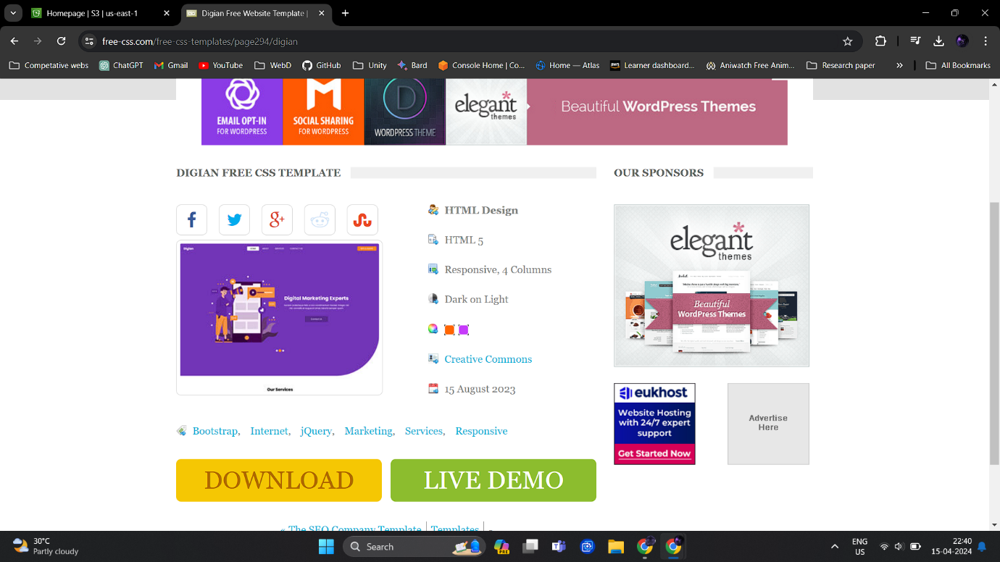 Homepage | S3 | us-east-1
Digian Free Website Template |
free-css.com/free-css-templates/page294/digian
Competative webs
ChatGPT
Gmail
YouTube
WebD
GitHub
Unity
Bard
Console Home | Co...
Home — Atlas
aws
Learner dashboard...
Aniwatch Free Anim...
Research paper
All Bookmarks
EMAIL OPT-IN
FOR WORDPRESS
SOCIAL SHARING
FOR WORDPRESS
D
WORDPRESS THEME
elegant
themes
Beautiful WordPress Themes
DIGIAN FREE CSS TEMPLATE
OUR SPONSORS
HTML Design
HTML 5
Responsive, 4 Columns
Dark on Light
Creative Commons
15 August 2023
Digian
Digital Marketing Experts
Our Services
elegant
themes
Beautiful
WordPress Themes
eukhost
Website Hosting
with 24/7 expert
support
Get Started Now
Advertise
Here
Bootstrap, Internet, jQuery, Marketing, Services, Responsive
DOWNLOAD
LIVE DEMO
« The SEO Company Template
Templates
30°C
Partly cloudy
Search
PRE
ENG
US
22:40
15-04-2024